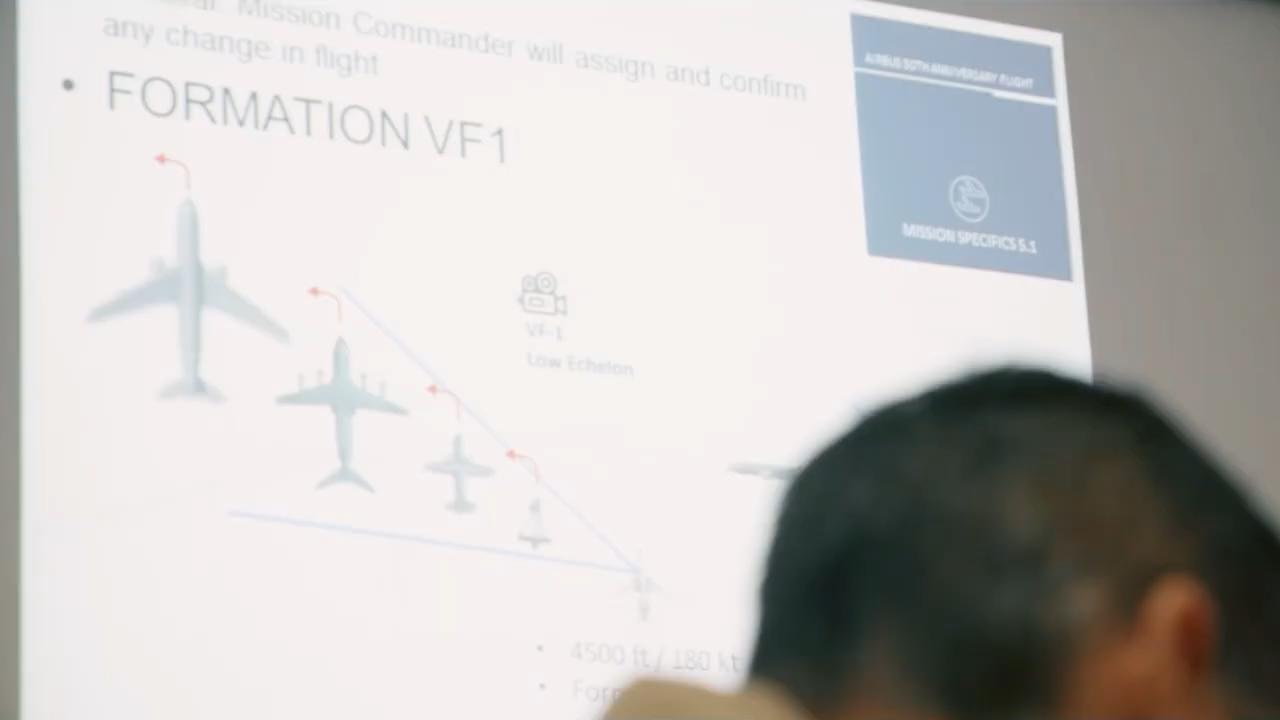 Mission Commander will assign and confirm
any change in flight
• FORMATION VF1
AIRBUS 50TH ANNIVERSARY FLIGHT
MISSION SPECIFICS 5.1
VF-1
Low Echelon
• 4500 ft / 180 kt
•